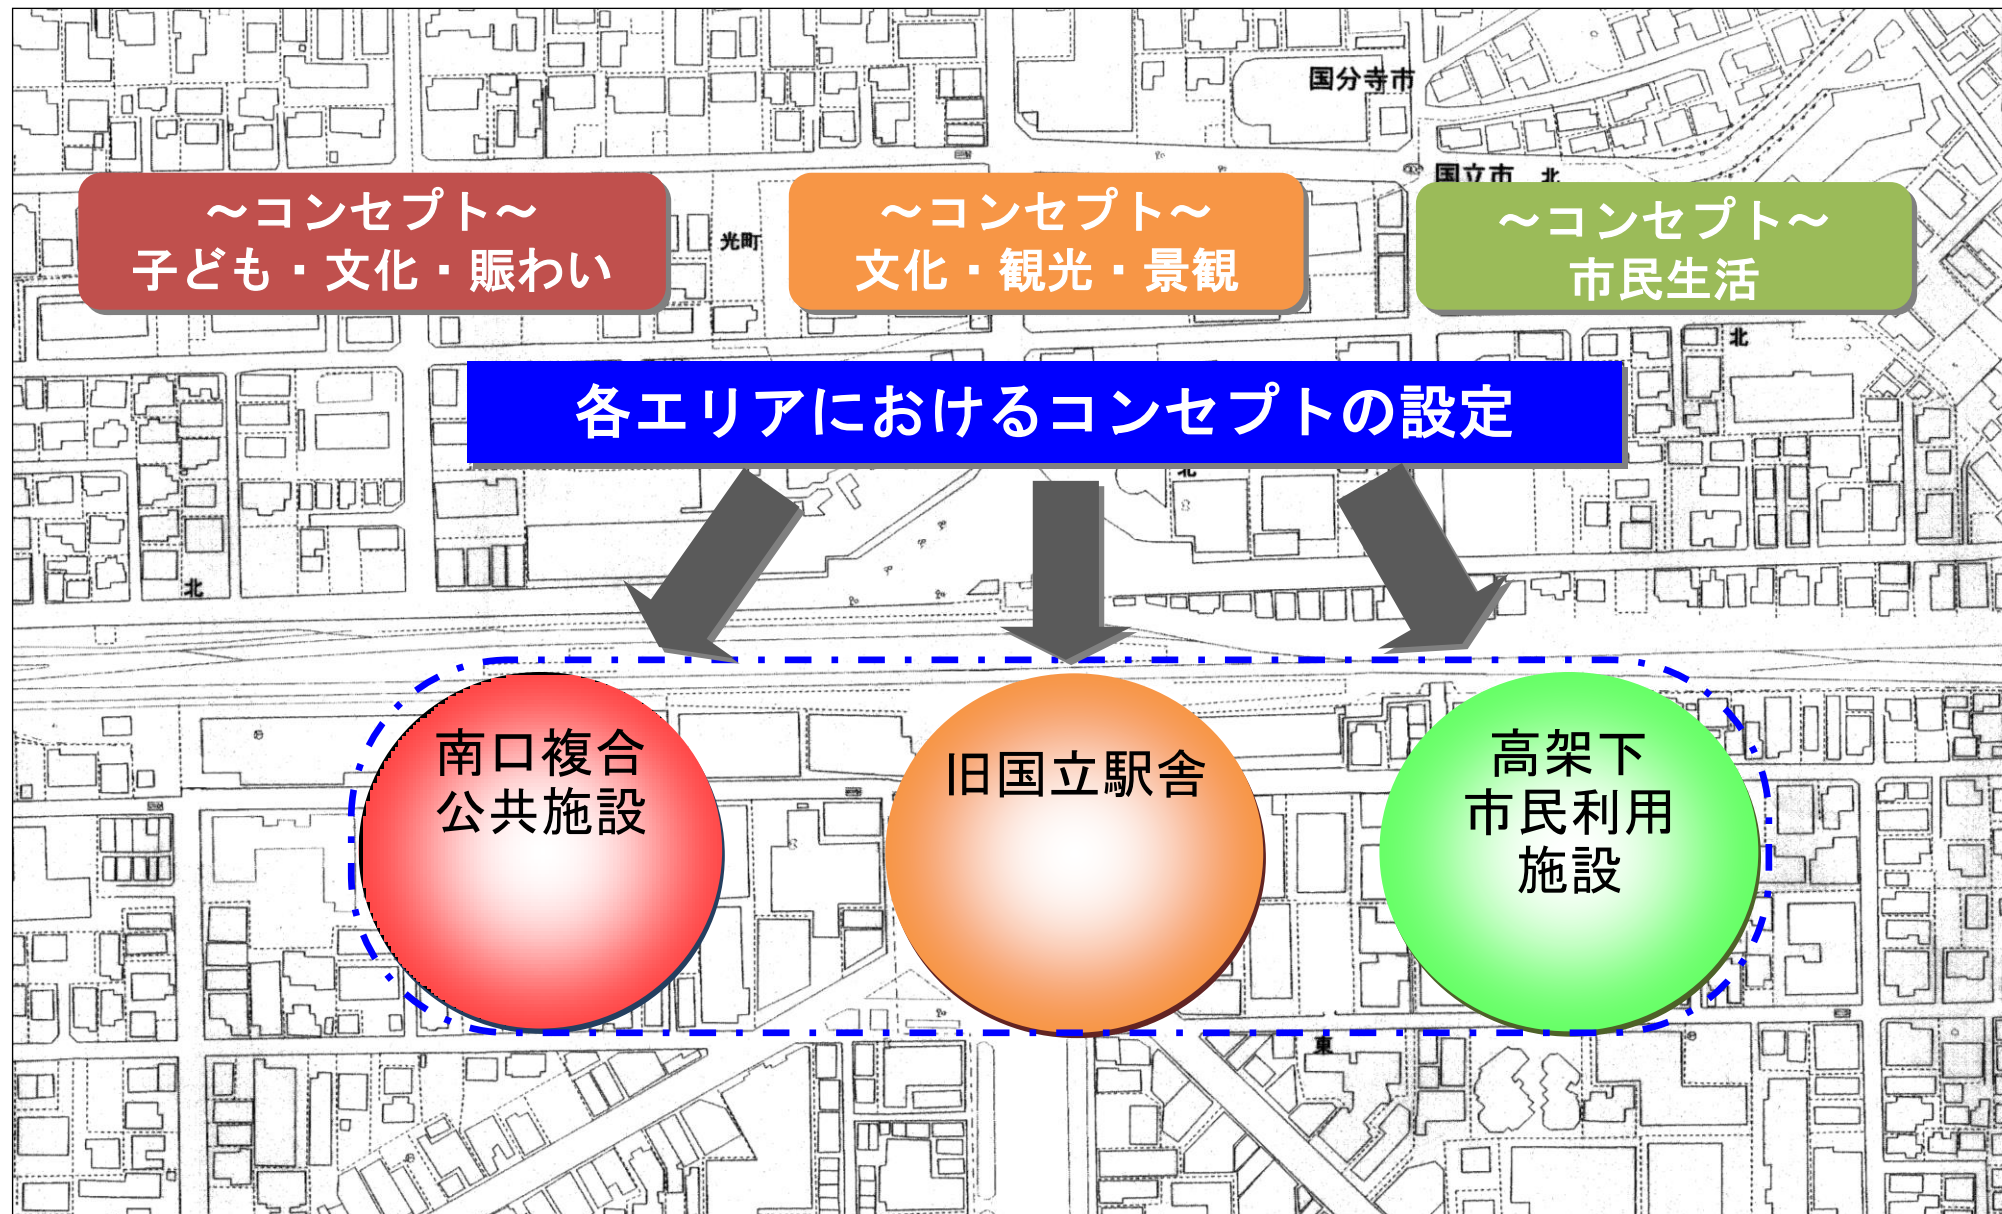 国分寺市
国立市 北
～コンセプト～
子ども・文化・賑わい
光町
～コンセプト～
文化・観光・景観
～コンセプト～
市民生活
北
各エリアにおけるコンセプトの設定
北
北
南口複合
公共施設
旧国立駅舎
高架下
市民利用
施設
東